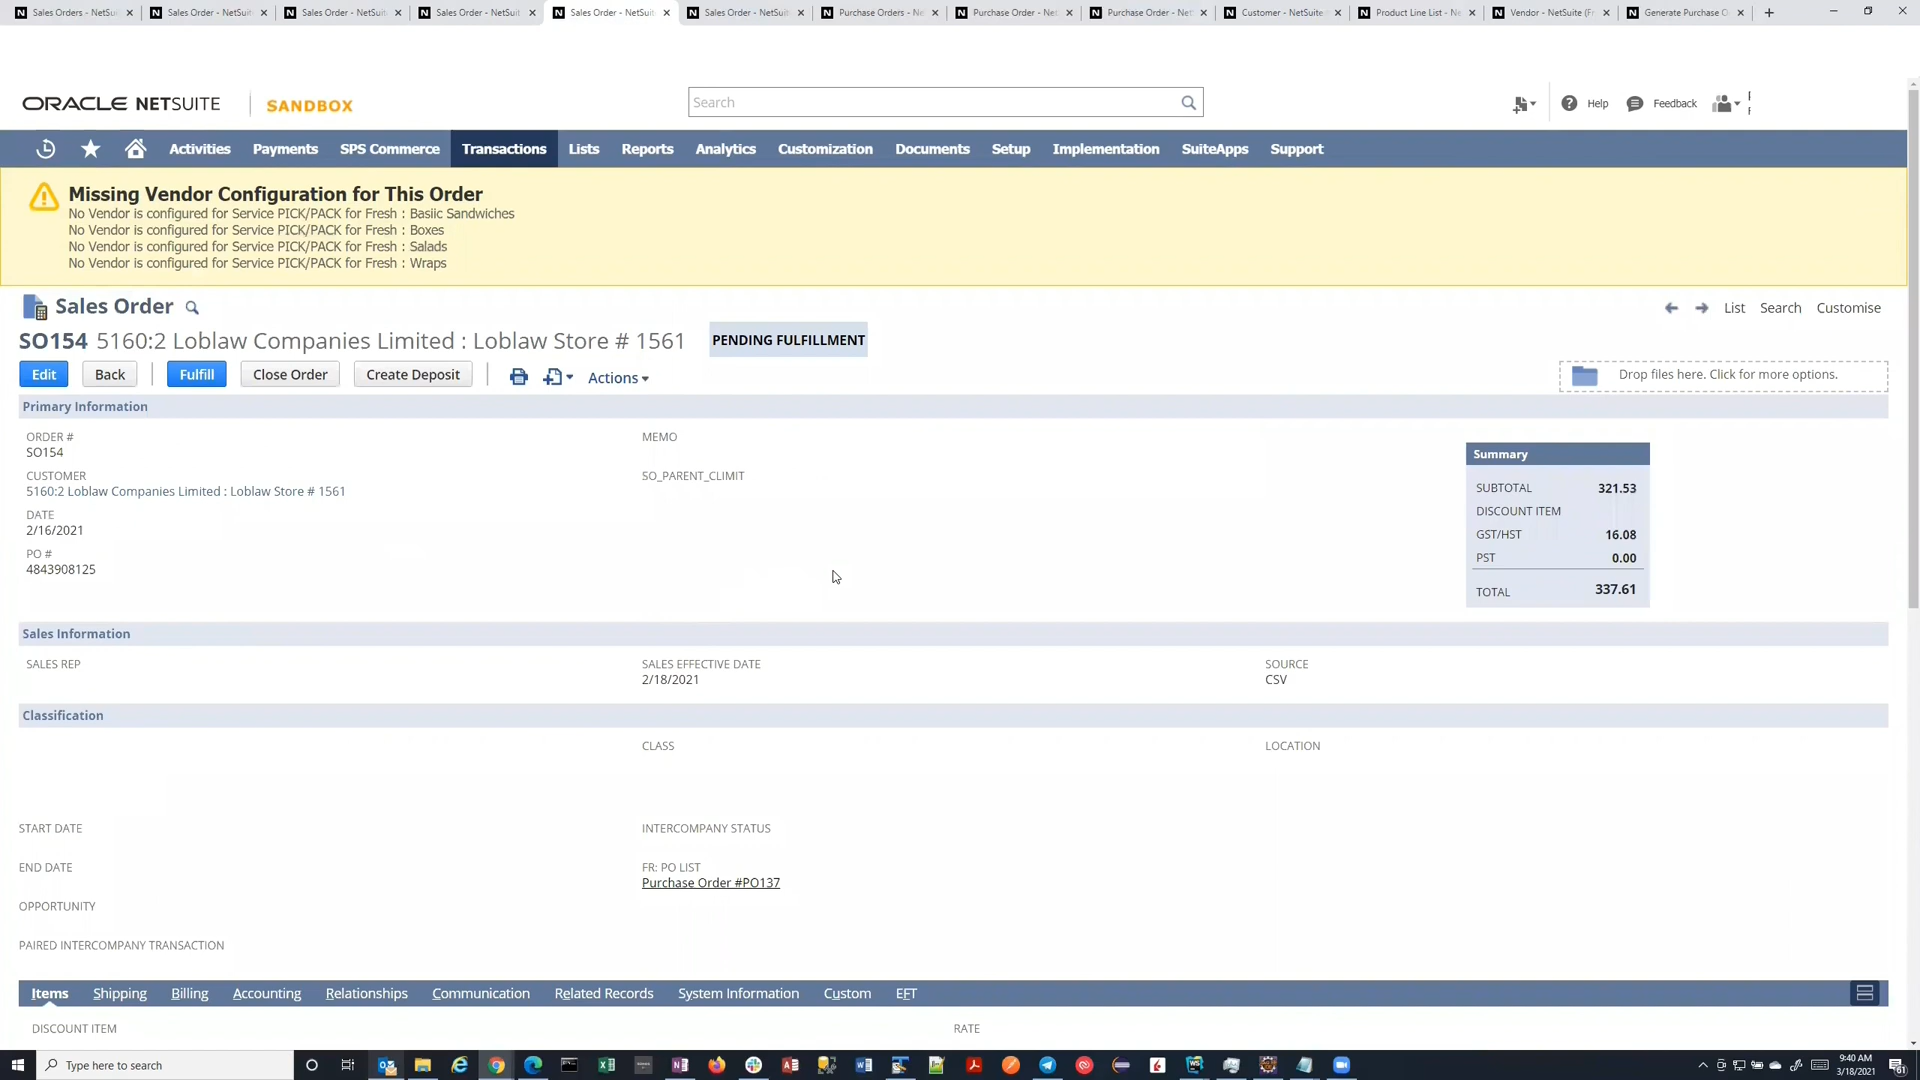 Sales Orders - NetSui
Sales Order - NetSuit
Sales Order - NetSuit
Sales Order - NetSuit
Sales Order - NetSuit
Sales Order - NetSuit
Purchase Orders - Ne
Purchase Order - Net
Purchase Order - Net
Customer - NetSuite
Product Line List - Ne
Vendor - NetSuite (Fr
Generate Purchase O
ORACLE NETSUITE
SANDBOX
Search
Help
Feedback
Activities
Payments
SPS Commerce
Transactions
Lists
Reports
Analytics
Customization
Documents
Setup
Implementation
SuiteApps
Support
Missing Vendor Configuration for This Order
No Vendor is configured for Service PICK/PACK for Fresh : Basiic Sandwiches
No Vendor is configured for Service PICK/PACK for Fresh : Boxes
No Vendor is configured for Service PICK/PACK for Fresh : Salads
No Vendor is configured for Service PICK/PACK for Fresh : Wraps
Sales Order
List
Search
Customise
SO154 5160:2 Loblaw Companies Limited : Loblaw Store # 1561
PENDING FULFILLMENT
Edit
Back
Fulfill
Close Order
Create Deposit
Actions
Drop files here. Click for more options.
Primary Information
ORDER #
SO154
CUSTOMER
5160:2 Loblaw Companies Limited : Loblaw Store # 1561
DATE
2/16/2021
PO #
4843908125
MEMO
SO_PARENT_CLIMIT
Summary
SUBTOTAL 321.53
DISCOUNT ITEM
GST/HST 16.08
PST 0.00
TOTAL 337.61
Sales Information
SALES REP
SALES EFFECTIVE DATE
2/18/2021
SOURCE
CSV
Classification
CLASS
LOCATION
START DATE
INTERCOMPANY STATUS
END DATE
FR: PO LIST
Purchase Order #PO137
OPPORTUNITY
PAIRED INTERCOMPANY TRANSACTION
Items
Shipping
Billing
Accounting
Relationships
Communication
Related Records
System Information
Custom
EFT
DISCOUNT ITEM
RATE
Type here to search
9:40 AM
3/18/2021